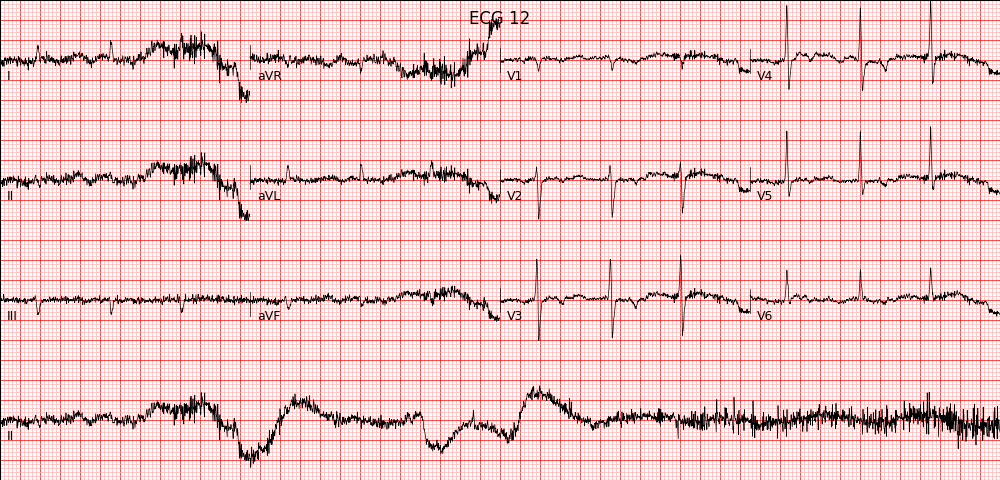 ECG 12
I aVR V1 V4
II aVL V2 V5
III aVF V3 V6
II